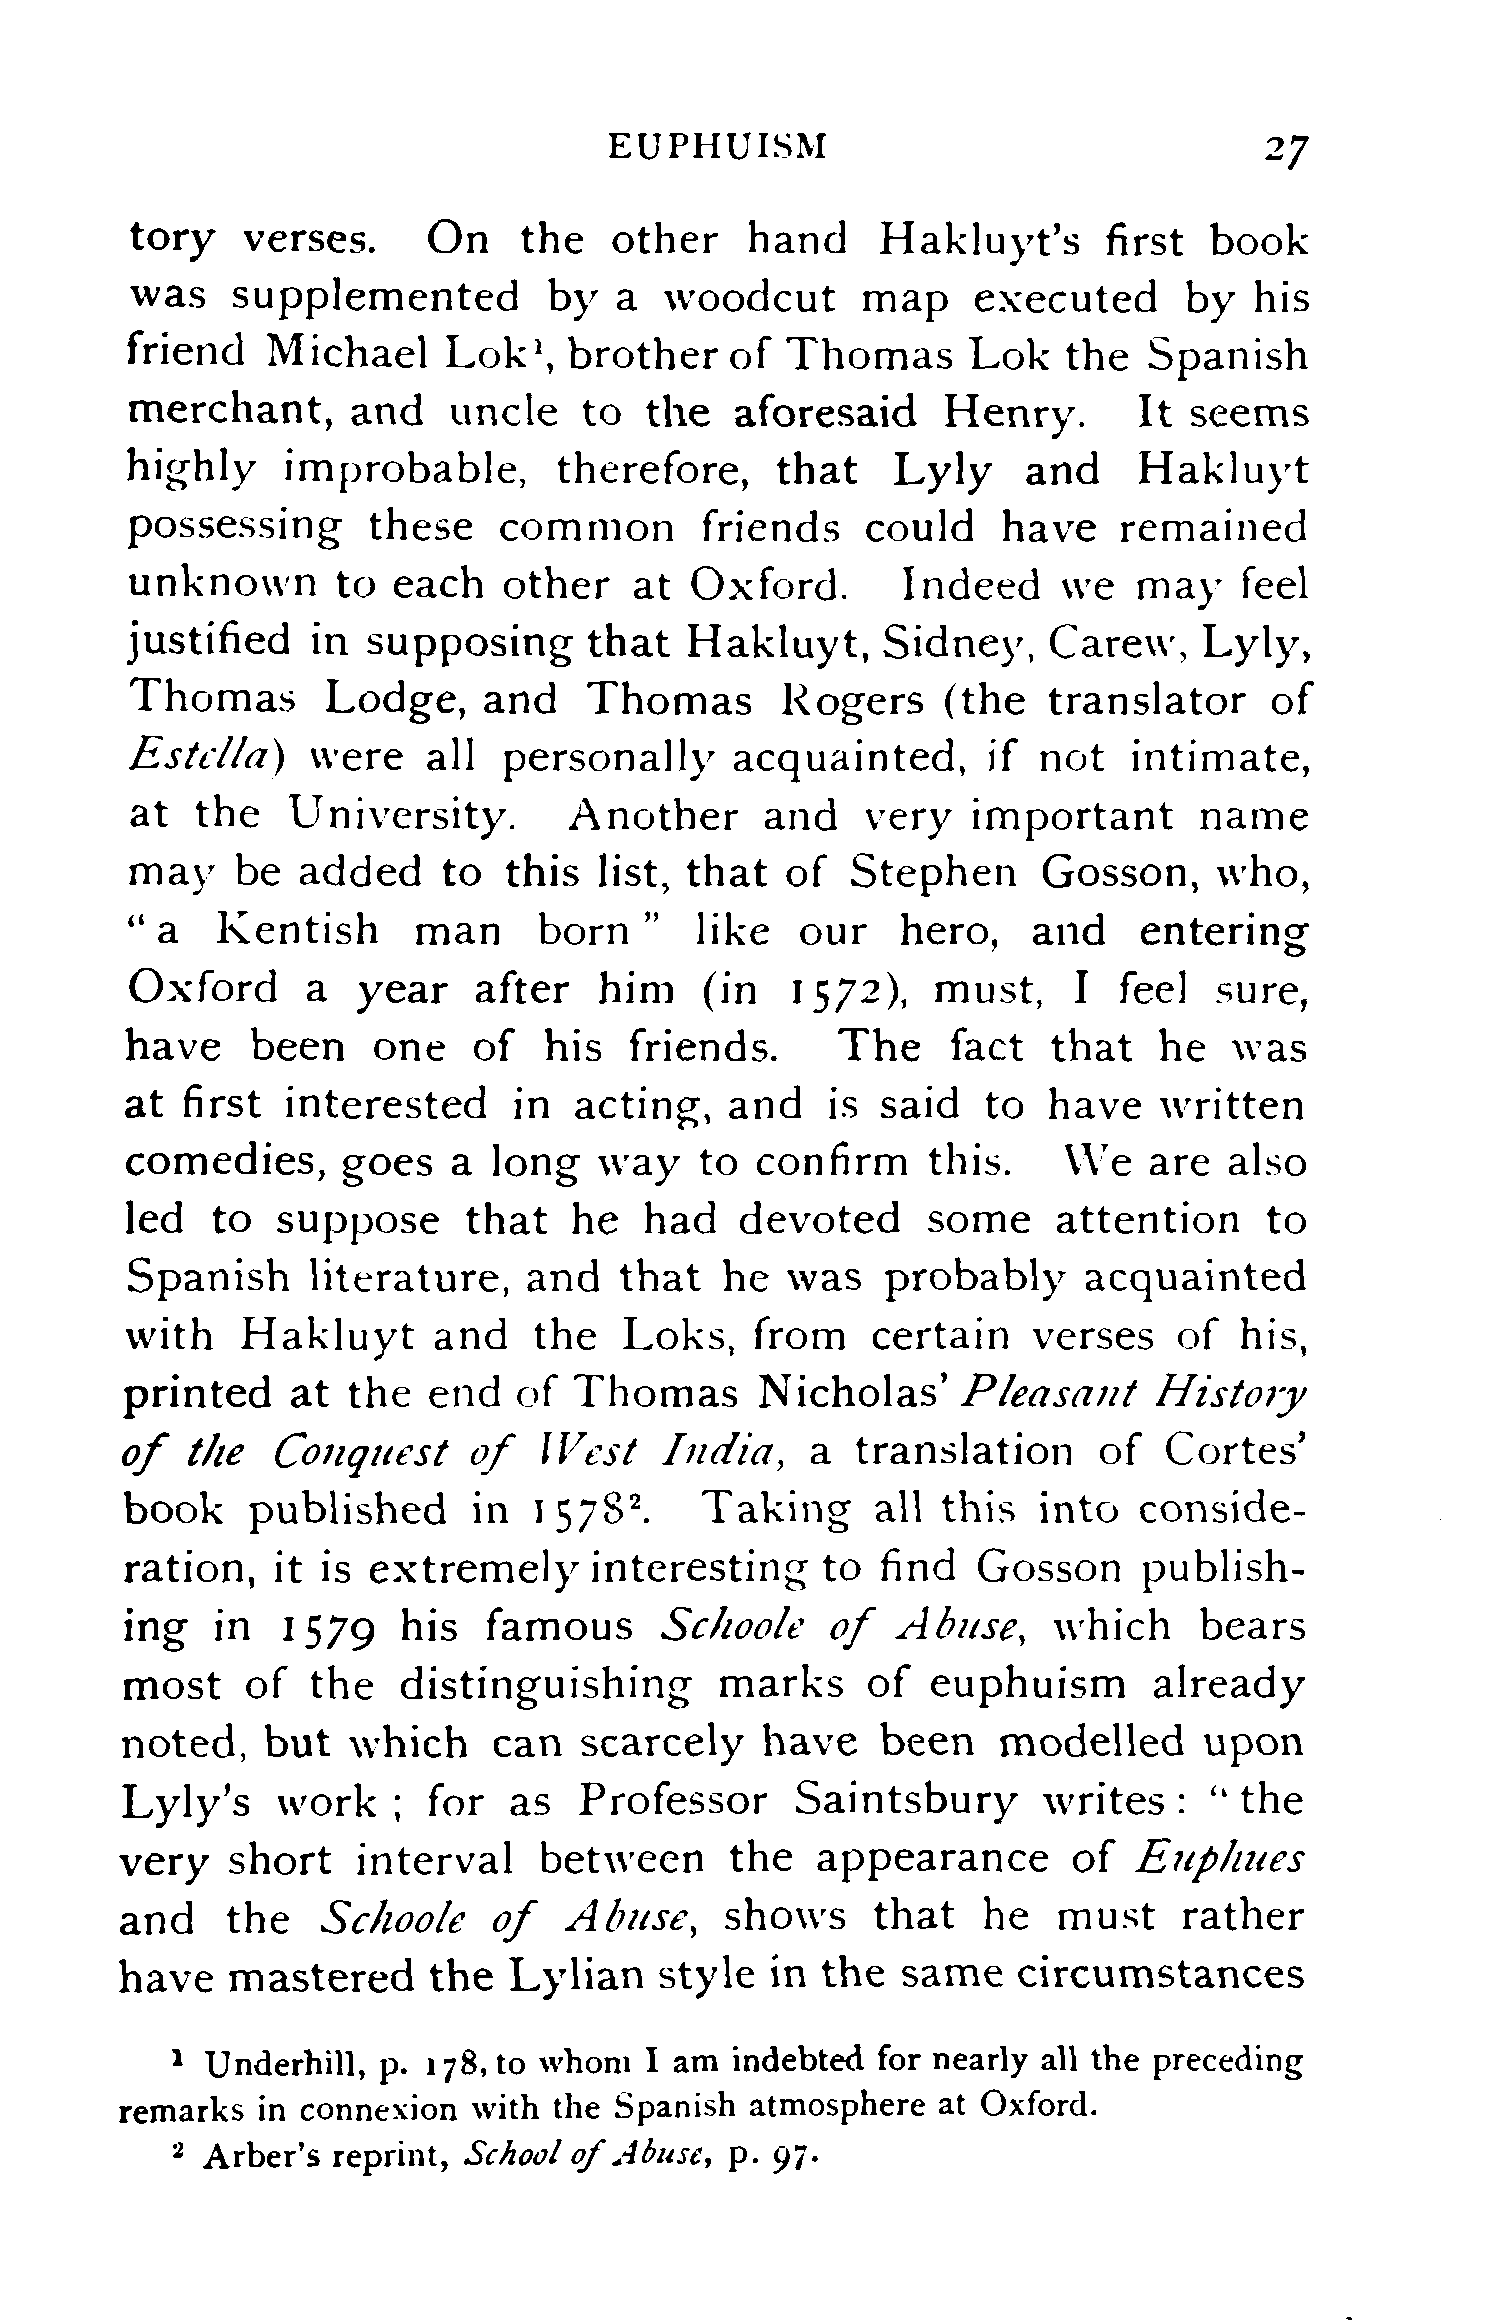 EUPHUISM 27
tory verses. On the other hand Hakluyt's first book
was supplemented by a woodcut map executed by his
friend Michael Lok¹, brother of Thomas Lok the Spanish
merchant, and uncle to the aforesaid Henry. It seems
highly improbable, therefore, that Lyly and Hakluyt
possessing these common friends could have remained
unknown to each other at Oxford. Indeed we may feel
justified in supposing that Hakluyt, Sidney, Carew, Lyly,
Thomas Lodge, and Thomas Rogers (the translator of
Estella) were all personally acquainted, if not intimate,
at the University. Another and very important name
may be added to this list, that of Stephen Gosson, who,
"a Kentish man born" like our hero, and entering
Oxford a year after him (in 1572), must, I feel sure,
have been one of his friends. The fact that he was
at first interested in acting, and is said to have written
comedies, goes a long way to confirm this. We are also
led to suppose that he had devoted some attention to
Spanish literature, and that he was probably acquainted
with Hakluyt and the Loks, from certain verses of his,
printed at the end of Thomas Nicholas' Pleasant History
of the Conquest of West India, a translation of Cortes'
book published in 1578². Taking all this into conside-
ration, it is extremely interesting to find Gosson publish-
ing in 1579 his famous Schoole of Abuse, which bears
most of the distinguishing marks of euphuism already
noted, but which can scarcely have been modelled upon
Lyly's work ; for as Professor Saintsbury writes : "the
very short interval between the appearance of Euphues
and the Schoole of Abuse, shows that he must rather
have mastered the Lylian style in the same circumstances
¹ Underhill, p. 178, to whom I am indebted for nearly all the preceding
remarks in connexion with the Spanish atmosphere at Oxford.
² Arber's reprint, School of Abuse, p. 97.